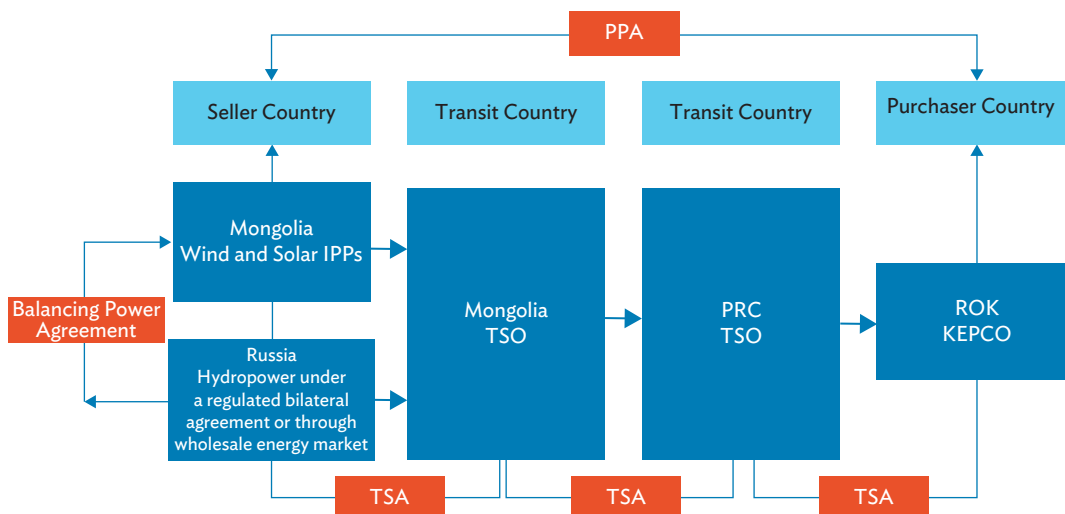 PPA
Seller Country
Transit Country
Transit Country
Purchaser Country
Mongolia
Wind and Solar IPPs
Balancing Power
Agreement
Russia
Hydropower under
a regulated bilateral
agreement or through
wholesale energy market
Mongolia
TSO
PRC
TSO
ROK
KEPCO
TSA
TSA
TSA